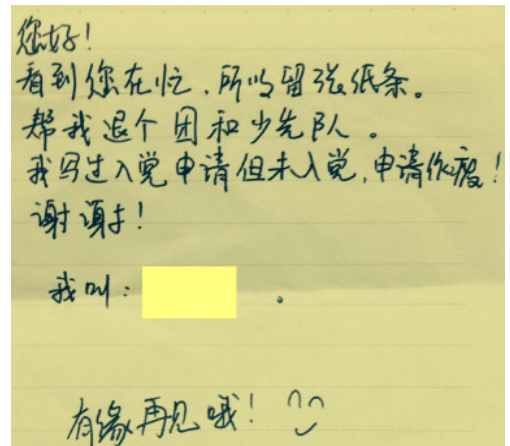 您好！
看到您在忙，所以留张纸条。
帮我退个团和少先队。
我写过入党申请但未入党，申请作废！
谢谢！
我叫： 。
有缘再见哦！